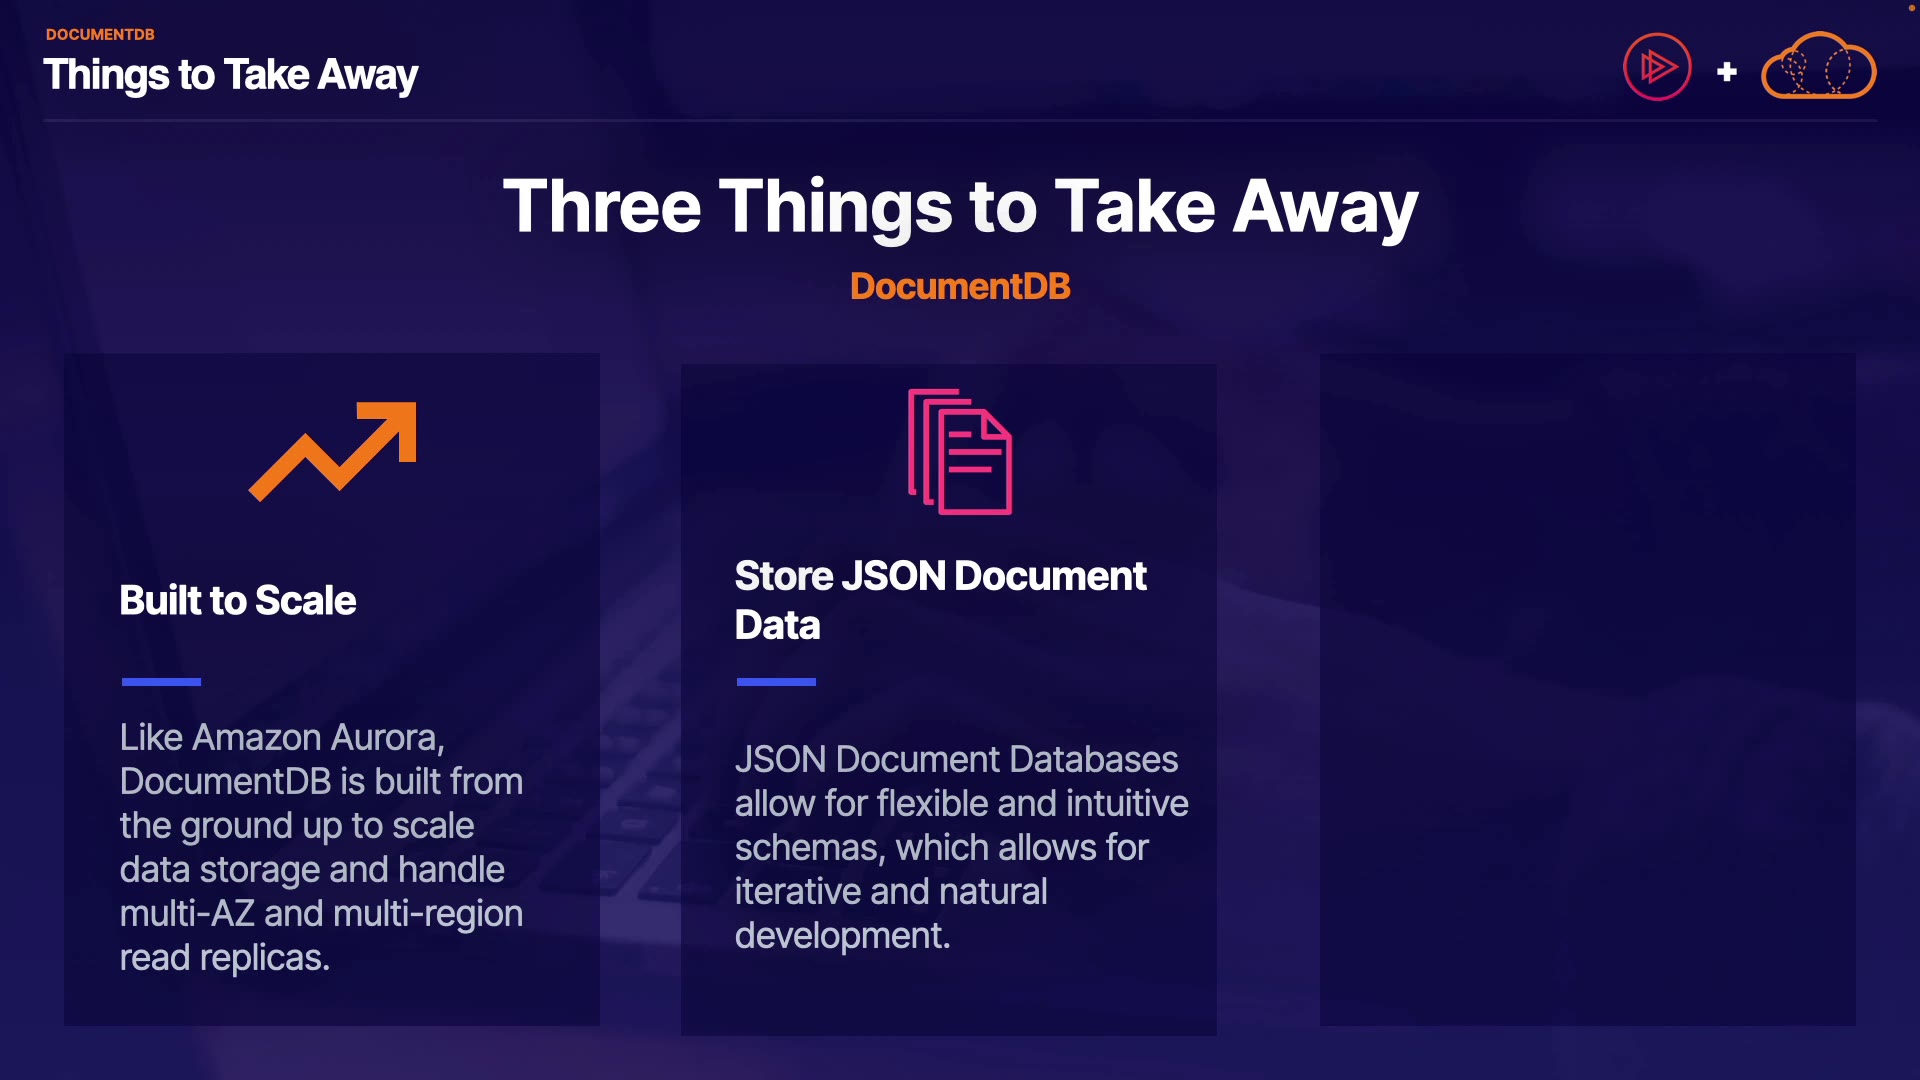 DOCUMENTDB
Things to Take Away
+
Three Things to Take Away
DocumentDB
Built to Scale
Like Amazon Aurora,
DocumentDB is built from
the ground up to scale
data storage and handle
multi-AZ and multi-region
read replicas.
Store JSON Document
Data
JSON Document Databases
allow for flexible and intuitive
schemas, which allows for
iterative and natural
development.